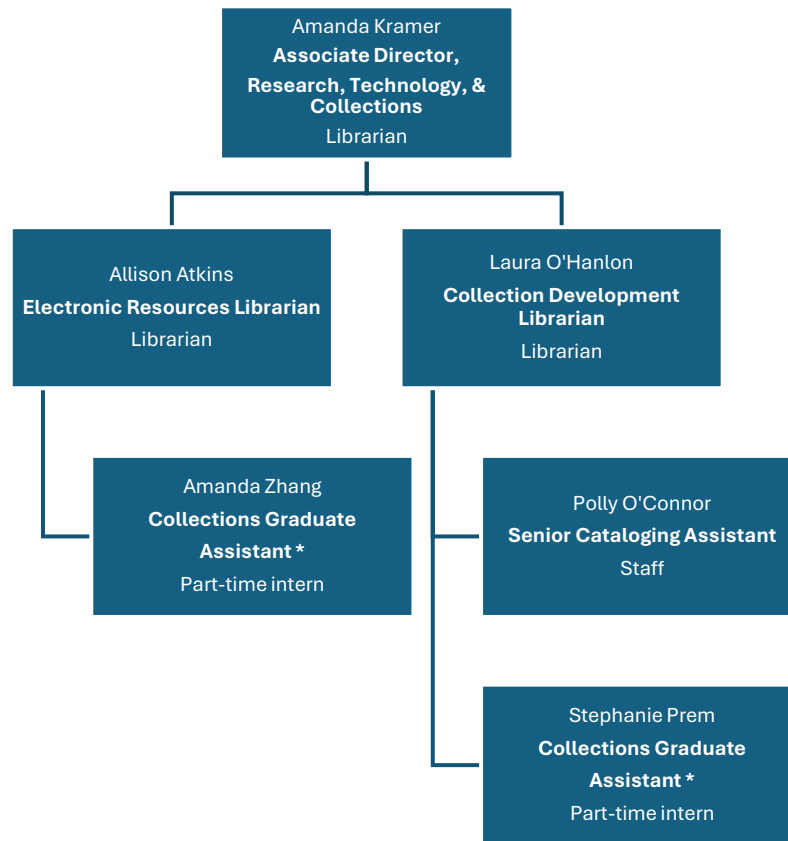 Amanda Kramer
Associate Director,
Research, Technology, &
Collections
Librarian
Allison Atkins
Electronic Resources Librarian
Librarian
Laura O'Hanlon
Collection Development
Librarian
Librarian
Amanda Zhang
Collections Graduate
Assistant *
Part-time intern
Polly O'Connor
Senior Cataloging Assistant
Staff
Stephanie Prem
Collections Graduate
Assistant *
Part-time intern